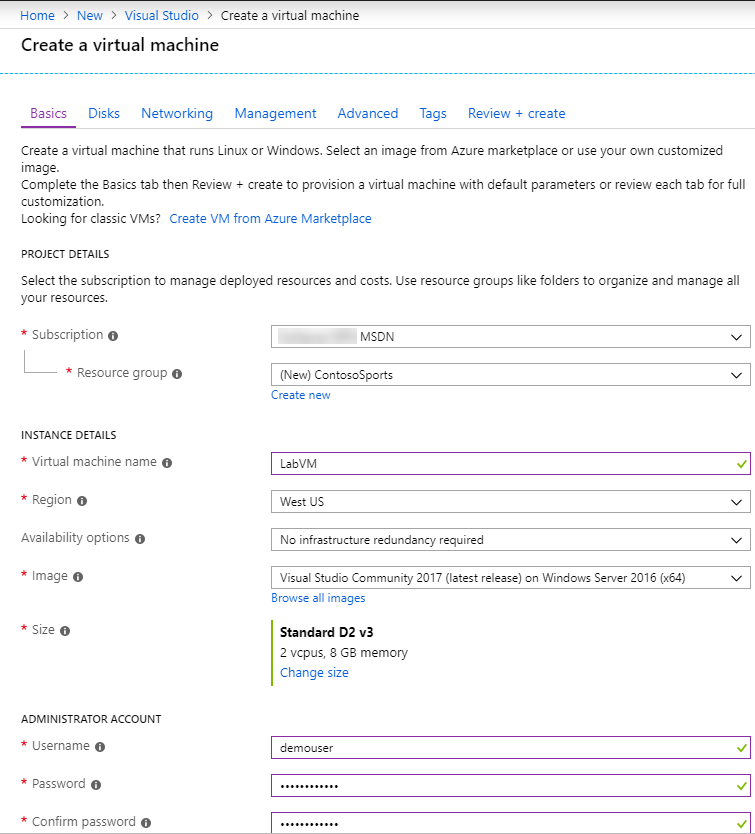 Home > New > Visual Studio > Create a virtual machine
Create a virtual machine
Basics Disks Networking Management Advanced Tags Review + create
Create a virtual machine that runs Linux or Windows. Select an image from Azure marketplace or use your own customized
image.
Complete the Basics tab then Review + create to provision a virtual machine with default parameters or review each tab for full
customization.
Looking for classic VMs? Create VM from Azure Marketplace
PROJECT DETAILS
Select the subscription to manage deployed resources and costs. Use resource groups like folders to organize and manage all
your resources.
* Subscription MSDN
* Resource group (New) ContosoSports
Create new
INSTANCE DETAILS
* Virtual machine name LabVM
* Region West US
Availability options No infrastructure redundancy required
* Image Visual Studio Community 2017 (latest release) on Windows Server 2016 (x64)
Browse all images
* Size Standard D2 v3
2 vcpus, 8 GB memory
Change size
ADMINISTRATOR ACCOUNT
* Username demouser
* Password ••••••••••••
* Confirm password ••••••••••••